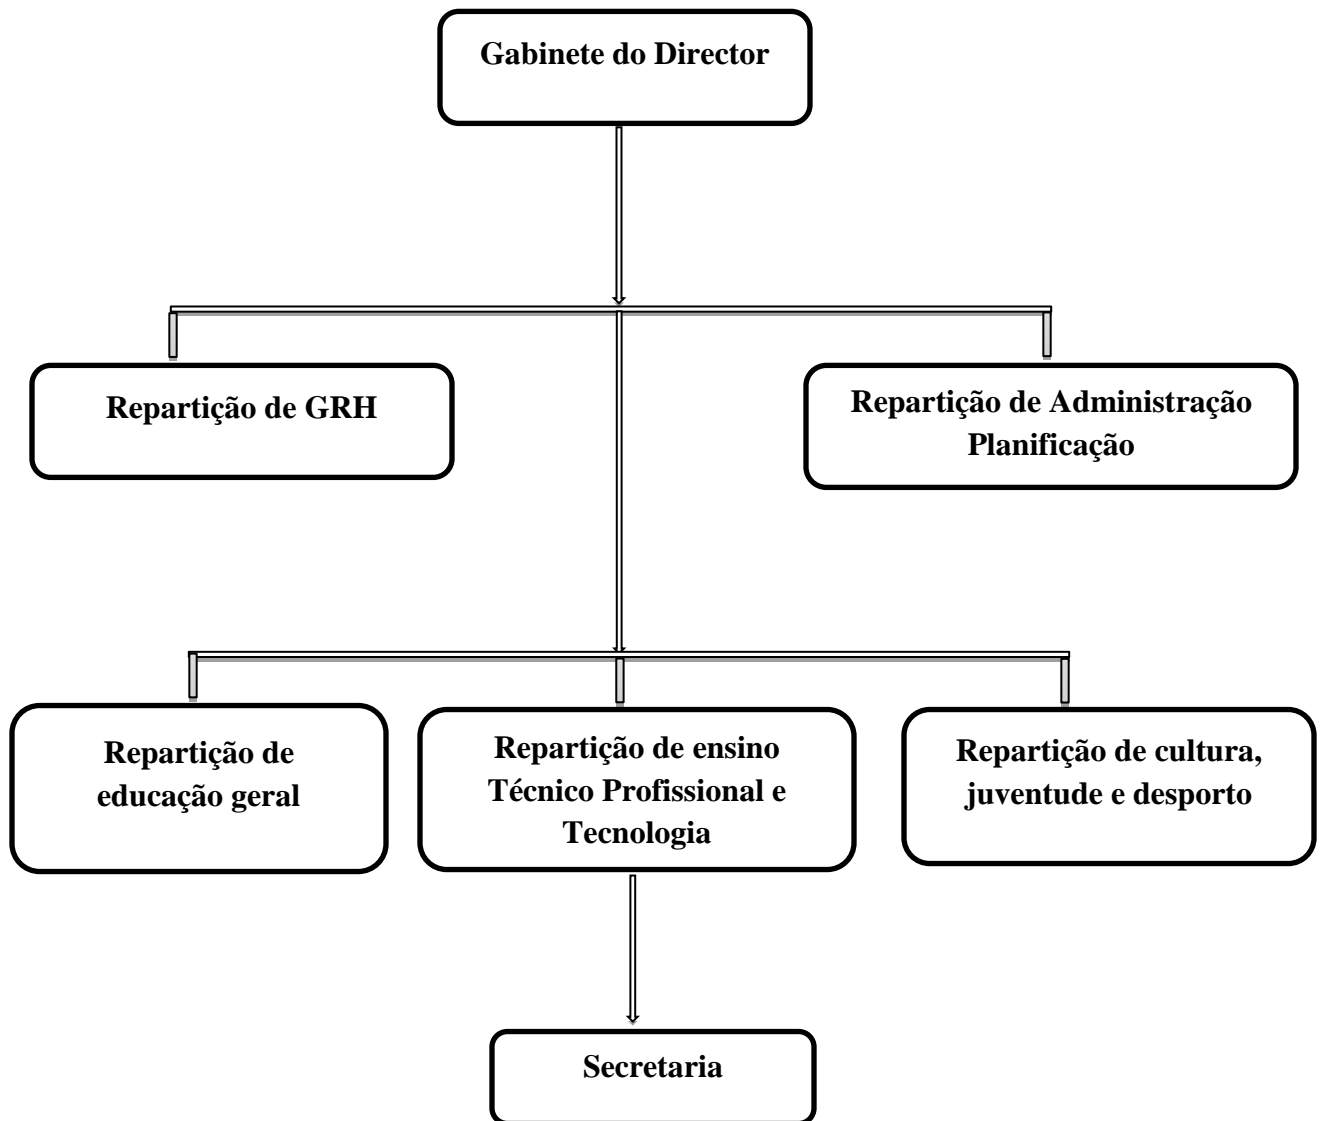 Gabinete do Director
Repartição de GRH
Repartição de Administração
Planificação
Repartição de
educação geral
Repartição de ensino
Técnico Profissional e
Tecnologia
Repartição de cultura,
juventude e desporto
Secretaria